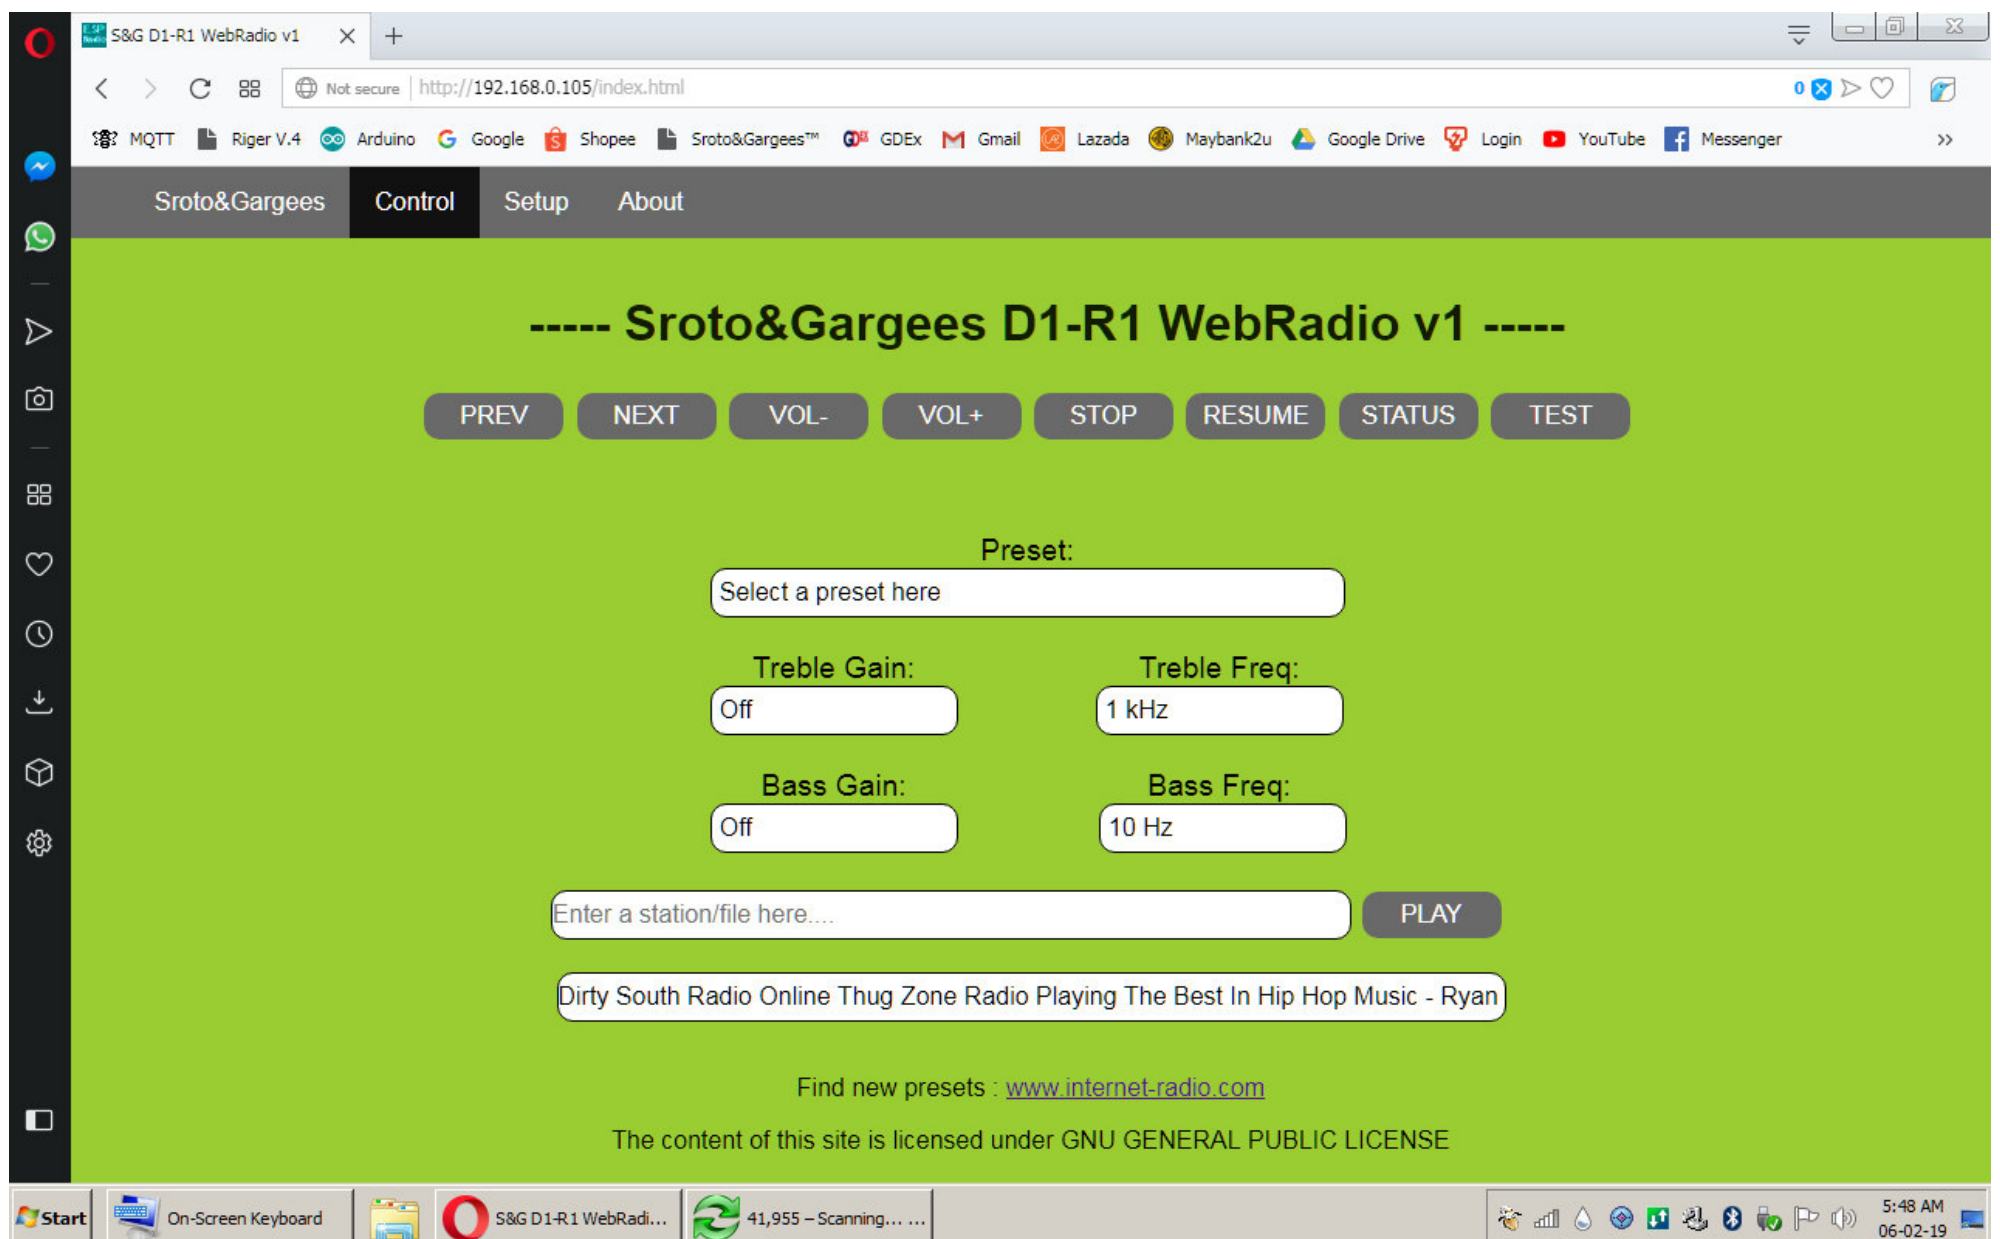 S&G D1-R1 WebRadio v1
Not secure http://192.168.0.105/index.html 0
MQTT Riger V.4 Arduino Google Shopee Sroto&Gargees™ GDEx Gmail Lazada Maybank2u Google Drive Login YouTube Messenger
Sroto&Gargees Control Setup About
----- Sroto&Gargees D1-R1 WebRadio v1 -----
PREV NEXT VOL- VOL+ STOP RESUME STATUS TEST
Preset:
Select a preset here
Treble Gain: Treble Freq:
Off 1 kHz
Bass Gain: Bass Freq:
Off 10 Hz
Enter a station/file here.... PLAY
Dirty South Radio Online Thug Zone Radio Playing The Best In Hip Hop Music - Ryan
Find new presets : www.internet-radio.com
The content of this site is licensed under GNU GENERAL PUBLIC LICENSE
Start On-Screen Keyboard S&G D1-R1 WebRadi... 41,955 – Scanning... ... 5:48 AM
06-02-19